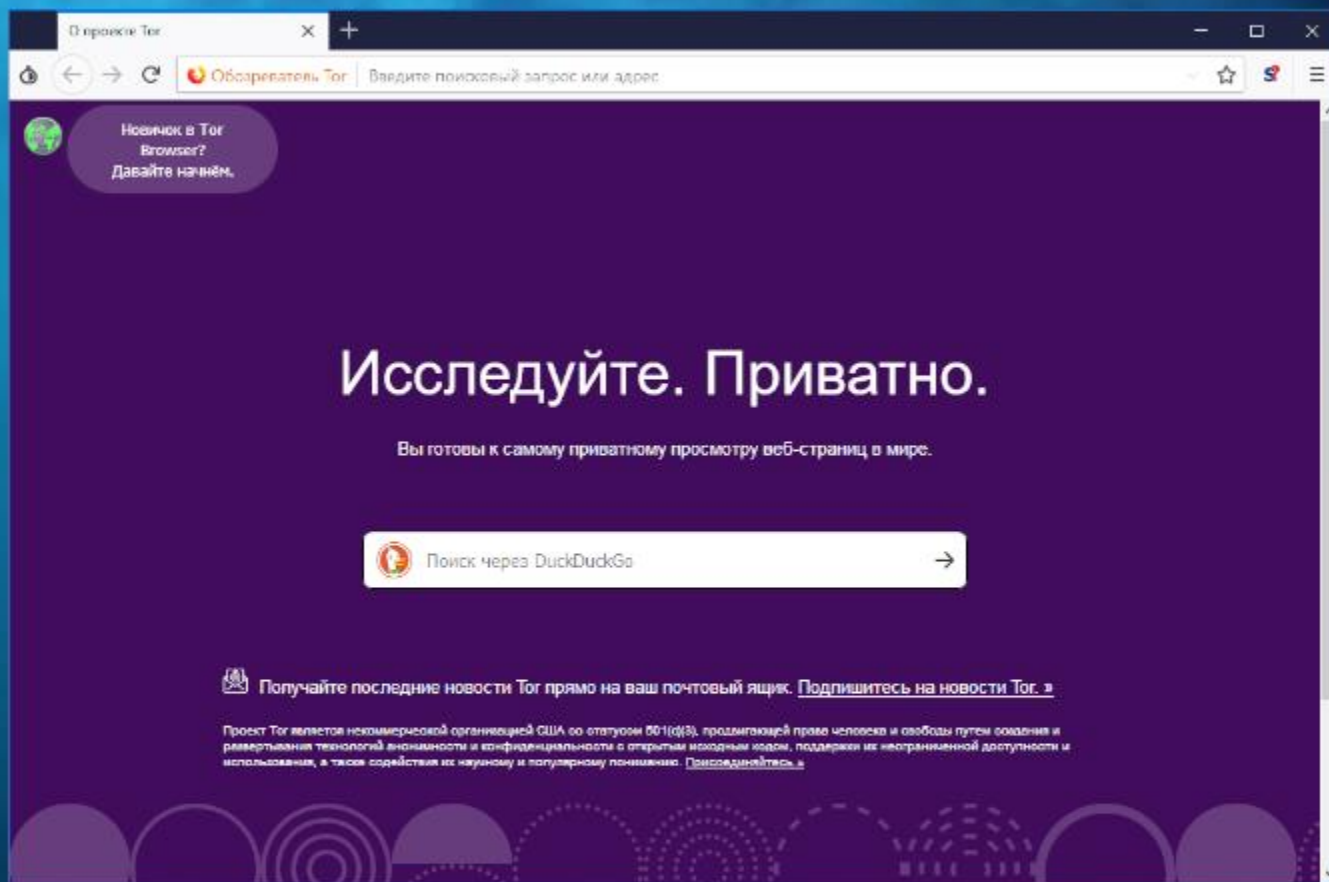 О проекте Tor
Обозреватель Tor Введите поисковый запрос или адрес
Новичок в Tor
Browser?
Давайте начнём.
Исследуйте. Приватно.
Вы готовы к самому приватному просмотру веб-страниц в мире.
Поиск через DuckDuckGo
Получайте последние новости Tor прямо на ваш почтовый ящик. Подпишитесь на новости Tor. »
Проект Tor является некоммерческой организацией США со статусом 501(c)(3), продвигающей права человека и свободы путем создания и
развертывания технологий анонимности и конфиденциальности с открытым исходным кодом, поддержки их неограниченной доступности и
использования, а также содействия их научному и популярному пониманию. Присоединяйтесь »